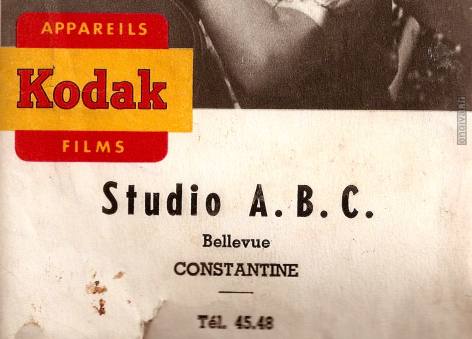 APPAREILS
Kodak
FILMS
Studio A.B.C.
Bellevue
CONSTANTINE
Tél. 45.48